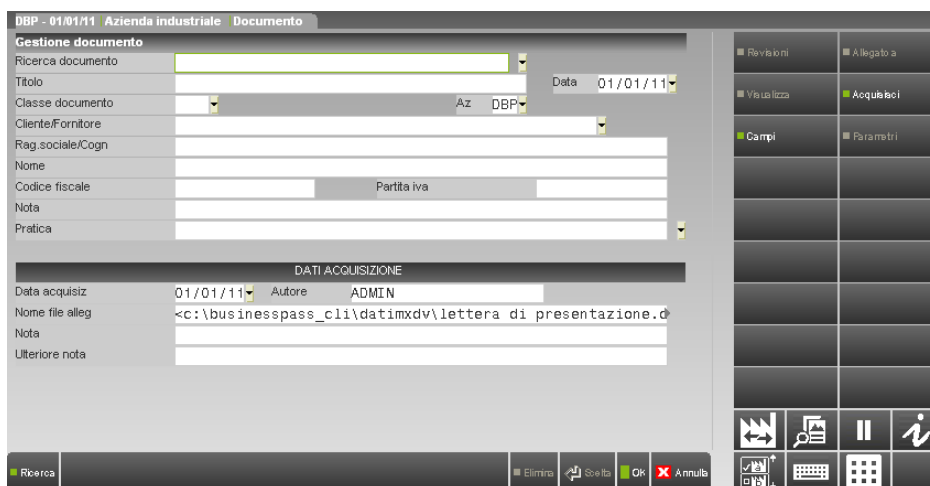 DBP - 01/01/11 Azienda industriale Documento
Gestione documento
Ricerca documento
Titolo Data 01/01/11
Classe documento Az DBP
Cliente/Fornitore
Rag.sociale/Cogn
Nome
Codice fiscale Partita iva
Nota
Pratica
DATI ACQUISIZIONE
Data acquisiz 01/01/11 Autore ADMIN
Nome file alleg <c:\businesspass_cli\datimxdv\lettera di presentazione.d
Nota
Ulteriore nota
Revisioni Allegato a
Visualizza Acquisisci
Campi Parametri
Ricerca Elimina Scelta OK Annulla